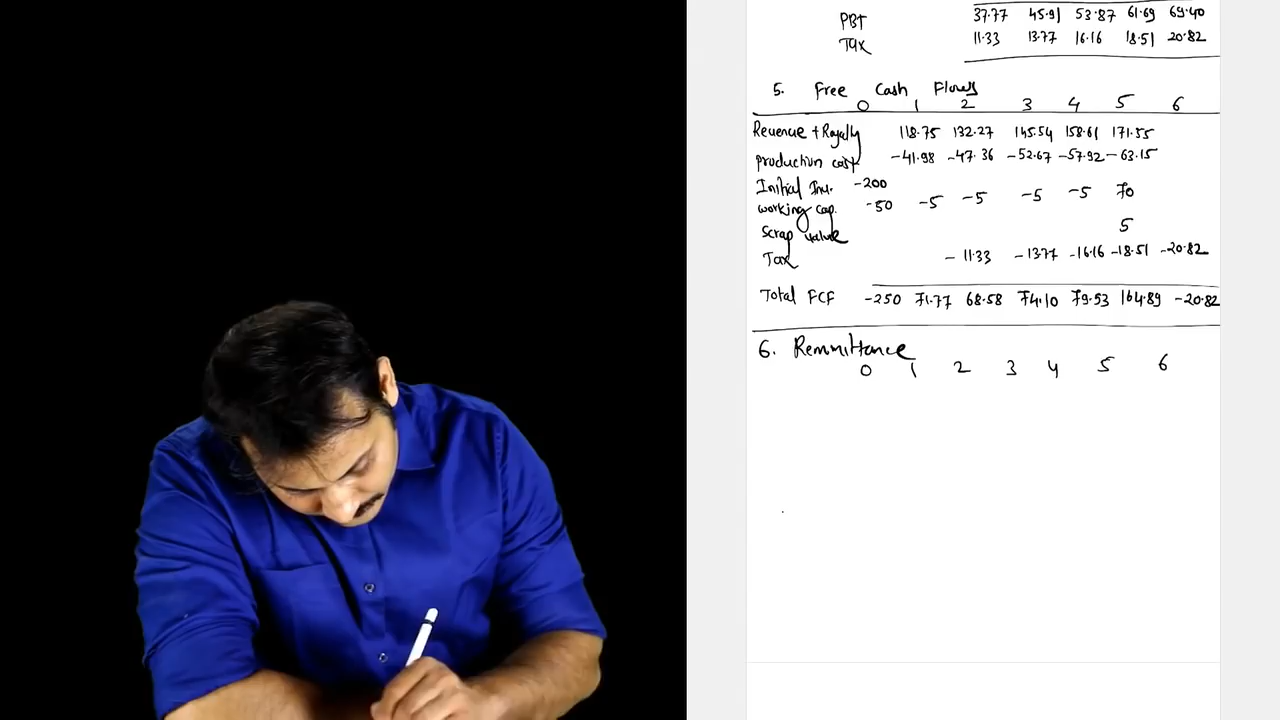 PBT 37.77 45.91 53.87 61.69 69.40
Tax 11.33 13.77 16.16 18.51 20.82
5. Free Cash Flows
0 1 2 3 4 5 6
Revenue + Royalty 118.75 132.27 145.54 158.61 171.55
production cost -41.98 -47.36 -52.67 -57.92 -63.15
Initial Inv. -200
working cap. -50 -5 -5 -5 -5 70
Scrap value 5
Tax -11.33 -13.77 -16.16 -18.51 -20.82
Total FCF -250 71.77 68.58 74.10 79.53 164.89 -20.82
6. Remmittance
0 1 2 3 4 5 6